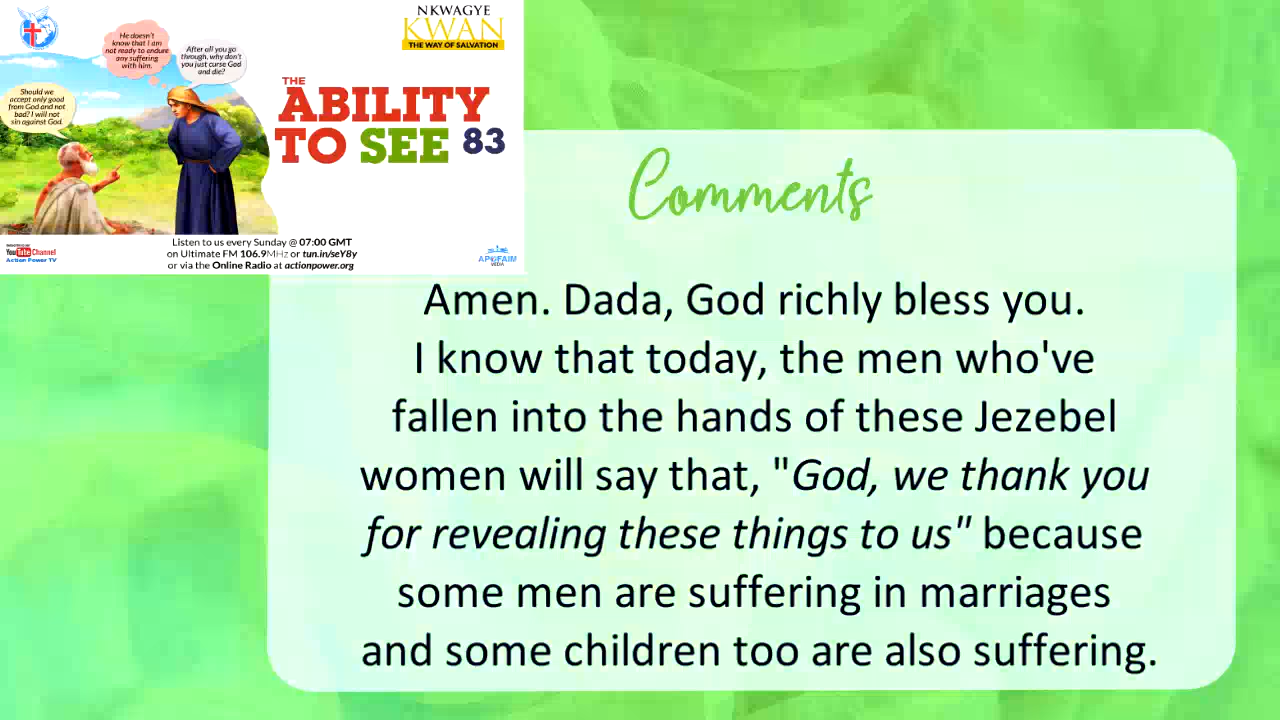 NKWAGYE
KWAN
THE WAY OF SALVATION
He doesn't
know that I am
not ready to endure
any suffering
with him.
After all you go
through, why don't
you just curse God
and die?
Should we
accept only good
from God and not
bad? I will not
sin against God.
THE
ABILITY
TO SEE 83
Listen to us every Sunday @ 07:00 GMT
on Ultimate FM 106.9MHz or tun.in/seY8y
or via the Online Radio at actionpower.org
YouTube Channel
Action Power TV
APOFAIM
MEDIA
Comments
Amen. Dada, God richly bless you.
I know that today, the men who've
fallen into the hands of these Jezebel
women will say that, "God, we thank you
for revealing these things to us" because
some men are suffering in marriages
and some children too are also suffering.